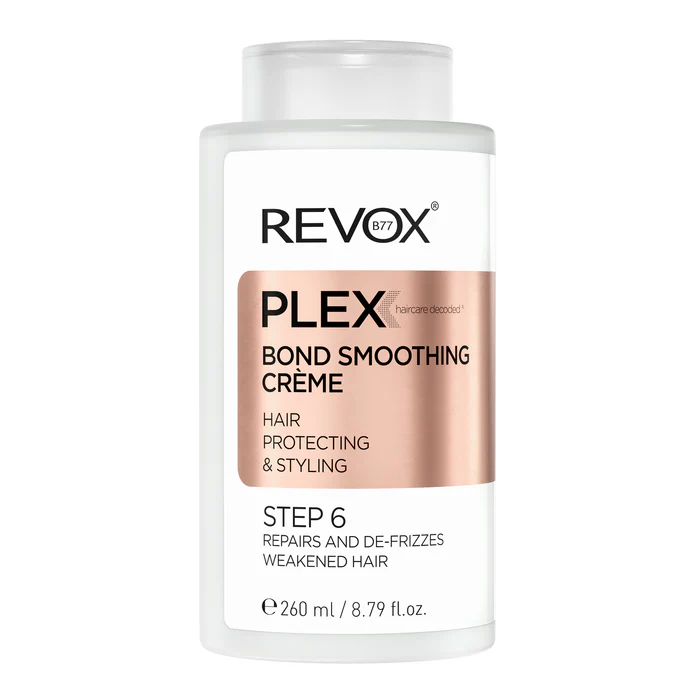 REVOX B77®
PLEX haircare decoded
BOND SMOOTHING
CRÈME
HAIR
PROTECTING
& STYLING
STEP 6
REPAIRS AND DE-FRIZZES
WEAKENED HAIR
℮ 260 ml / 8.79 fl.oz.